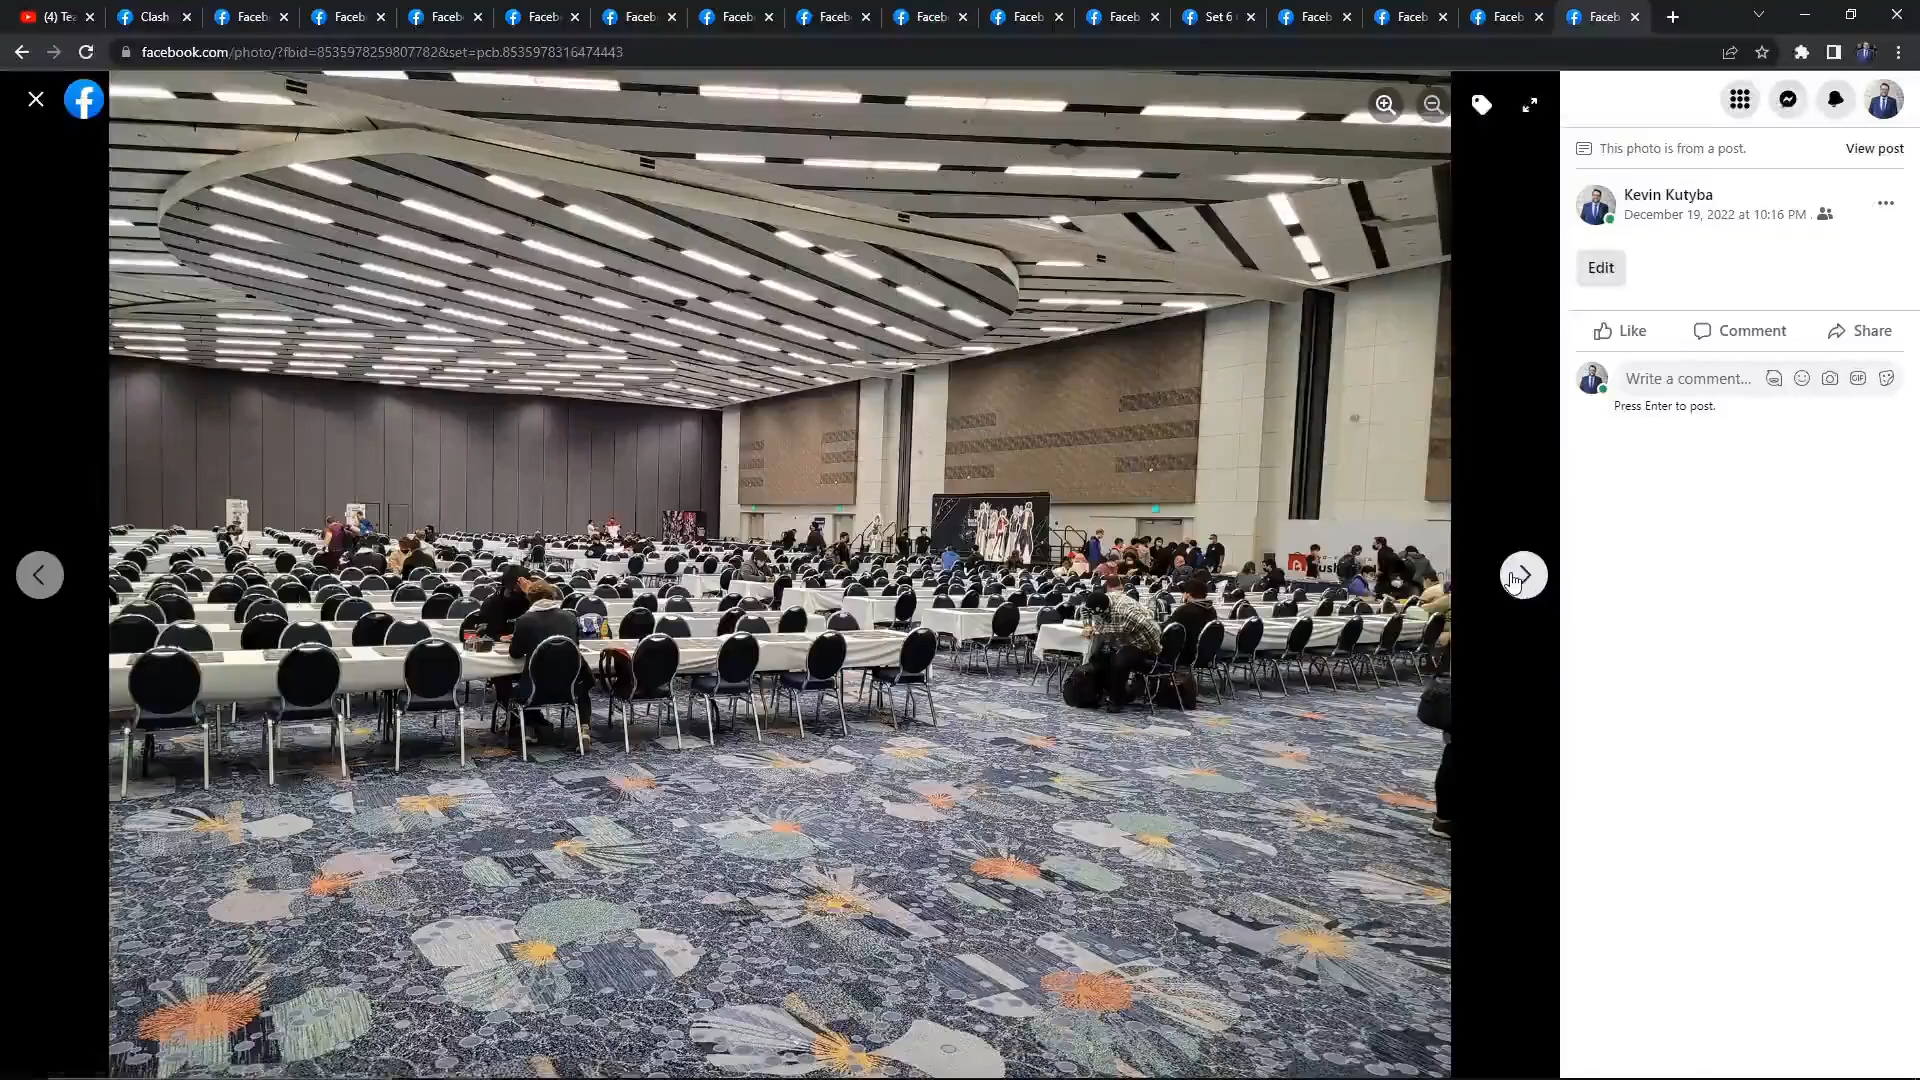 (4) Tea
Clash
Faceb
Faceb
Faceb
Faceb
Faceb
Faceb
Faceb
Faceb
Faceb
Faceb
Set 6
Faceb
Faceb
Faceb
Faceb
facebook.com/photo/?fbid=8535978259807782&set=pcb.8535978316474443
This photo is from a post.
View post
Kevin Kutyba
December 19, 2022 at 10:16 PM
Edit
Like
Comment
Share
Write a comment...
GIF
Press Enter to post.